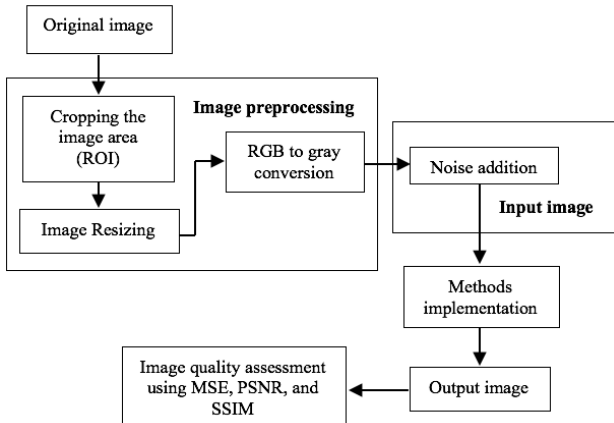 Original image
Image preprocessing
Cropping the
image area
(ROI)
Image Resizing
RGB to gray
conversion
Noise addition
Input image
Methods
implementation
Output image
Image quality assessment
using MSE, PSNR, and
SSIM